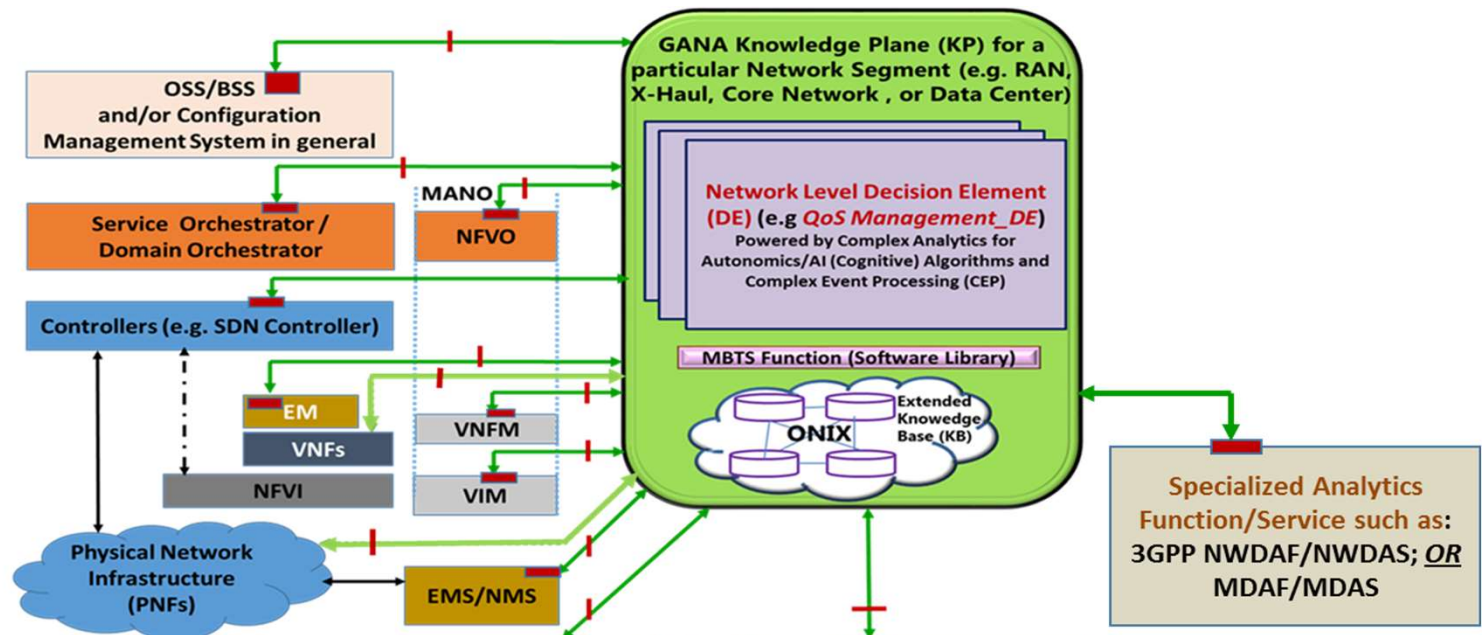 OSS/BSS
and/or Configuration
Management System in general
Service Orchestrator /
Domain Orchestrator
MANO
NFVO
Controllers (e.g. SDN Controller)
EM
VNFs
NFVI
VNFM
VIM
Physical Network
Infrastructure
(PNFs)
EMS/NMS
GANA Knowledge Plane (KP) for a
particular Network Segment (e.g. RAN,
X-Haul, Core Network , or Data Center)
Network Level Decision Element
(DE) (e.g QoS Management_DE)
Powered by Complex Analytics for
Autonomics/AI (Cognitive) Algorithms and
Complex Event Processing (CEP)
MBTS Function (Software Library)
ONIX
Extended
Knowledge
Base (KB)
Specialized Analytics
Function/Service such as:
3GPP NWDAF/NWDAS; OR
MDAF/MDAS